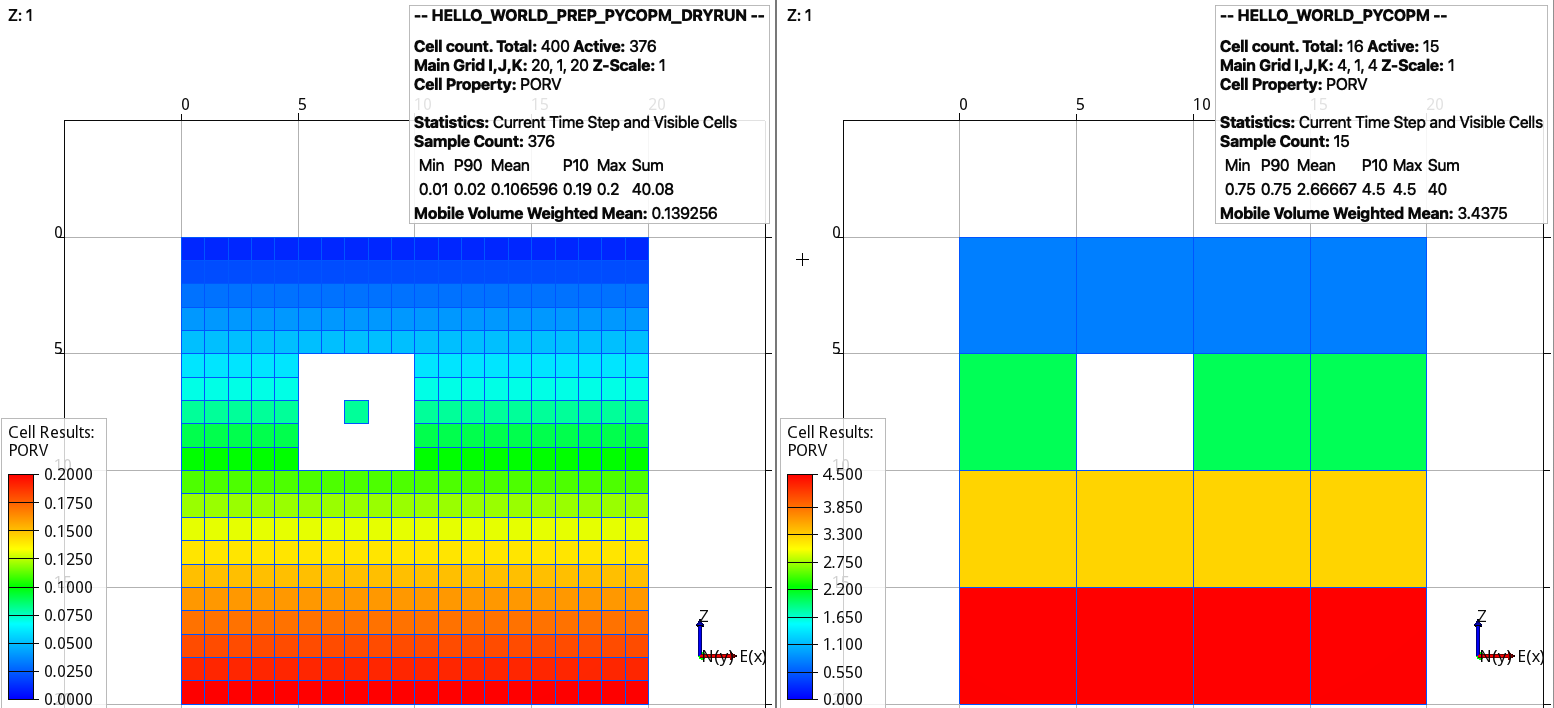 Z: 1
-- HELLO_WORLD_PREP_PYCOPM_DRYRUN --
Cell count. Total: 400 Active: 376
Main Grid I,J,K: 20, 1, 20 Z-Scale: 1
Cell Property: PORV
Statistics: Current Time Step and Visible Cells
Sample Count: 376
Min P90 Mean P10 Max Sum
0.01 0.02 0.106596 0.19 0.2 40.08
Mobile Volume Weighted Mean: 0.139256
0 5 10 15 20
0
5
10
15
Cell Results:
PORV
0.2000
0.1750
0.1500
0.1250
0.1000
0.0750
0.0500
0.0250
0.0000
Z
N(y) E(x)
Z: 1
-- HELLO_WORLD_PYCOPM --
Cell count. Total: 16 Active: 15
Main Grid I,J,K: 4, 1, 4 Z-Scale: 1
Cell Property: PORV
Statistics: Current Time Step and Visible Cells
Sample Count: 15
Min P90 Mean P10 Max Sum
0.75 0.75 2.66667 4.5 4.5 40
Mobile Volume Weighted Mean: 3.4375
0 5 10 15 20
0
5
10
15
Cell Results:
PORV
4.500
3.850
3.300
2.750
2.200
1.650
1.100
0.550
0.000
Z
N(y) E(x)